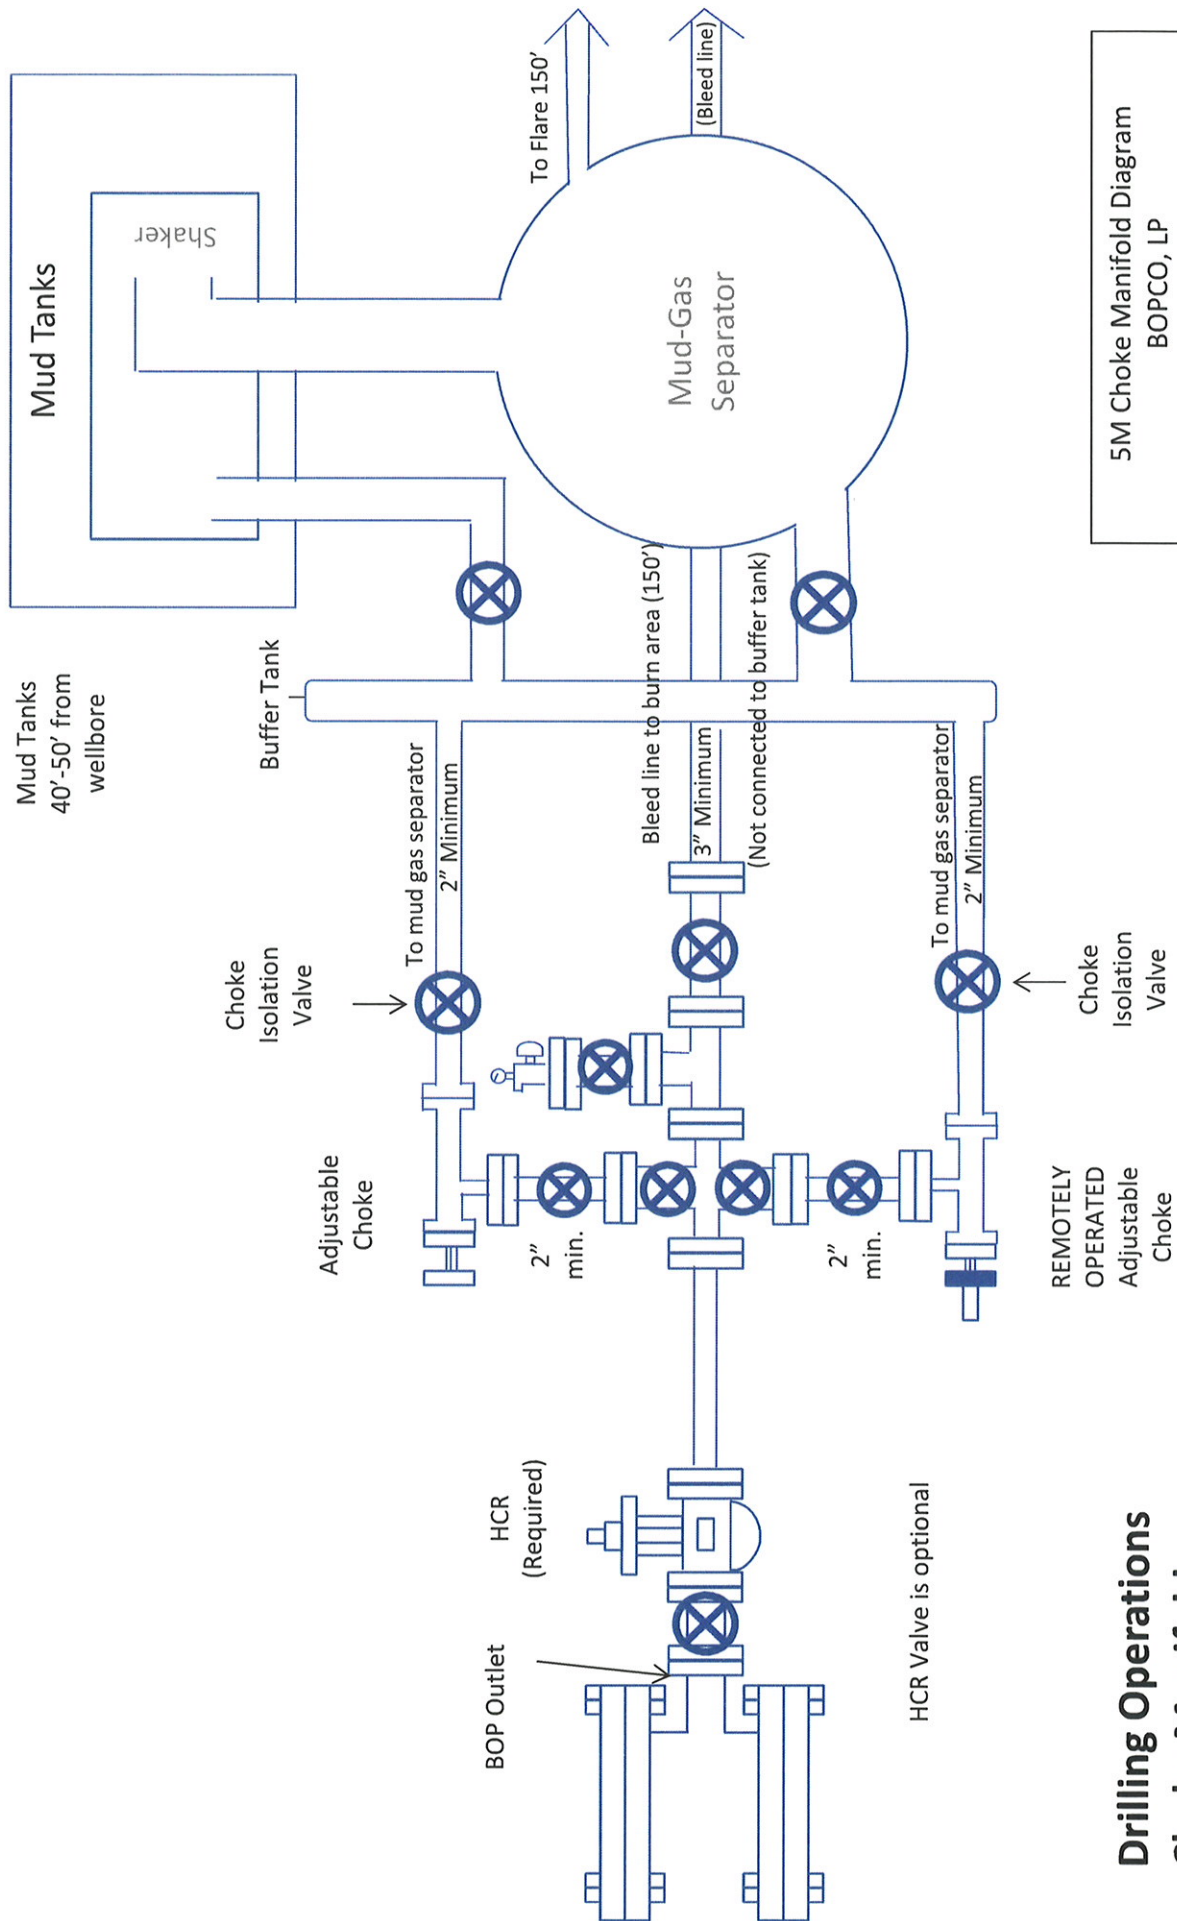 Mud Tanks
40'-50' from
wellbore
Mud Tanks
Shaker
Buffer Tank
To Flare 150'
(Bleed line)
Mud-Gas
Separator
Choke
Isolation
Valve
To mud gas separator
2" Minimum
Bleed line to burn area (150')
3" Minimum
(Not connected to buffer tank)
To mud gas separator
2" Minimum
Choke
Isolation
Valve
Adjustable
Choke
2"
min.
2"
min.
REMOTELY
OPERATED
Adjustable
Choke
HCR
(Required)
BOP Outlet
HCR Valve is optional
Drilling Operations
5M Choke Manifold Diagram
BOPCO, LP